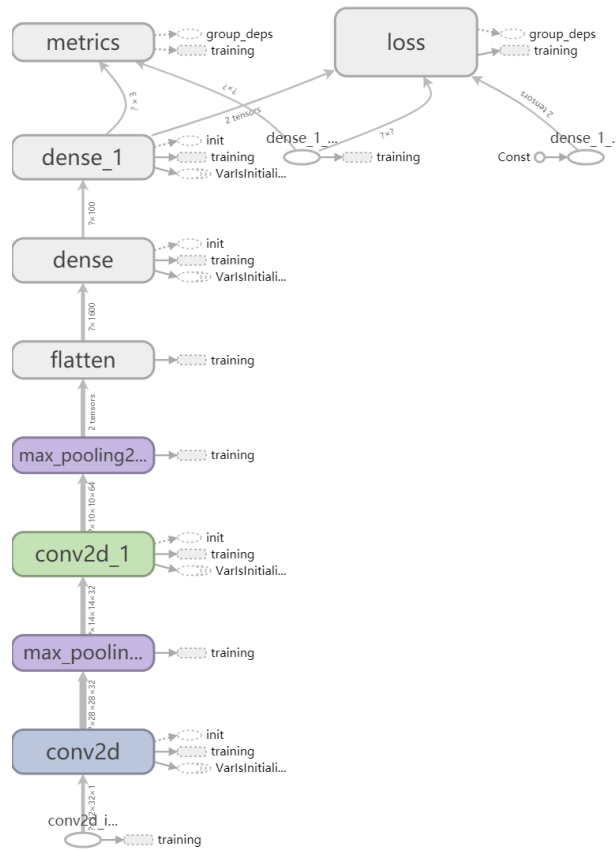 metrics
group_deps
training
loss
group_deps
training
?×3
?×?
2 tensors
?×?
2 tensors
dense_1
init
training
VarIsInitiali...
dense_1_...
training
Const
dense_1_...
?×100
dense
init
training
VarIsInitiali...
?×1600
flatten
training
2 tensors
max_pooling2...
training
?×10×10×64
conv2d_1
init
training
VarIsInitiali...
?×14×14×32
max_poolin...
training
?×28×28×32
conv2d
init
training
VarIsInitiali...
conv2d_i...
training